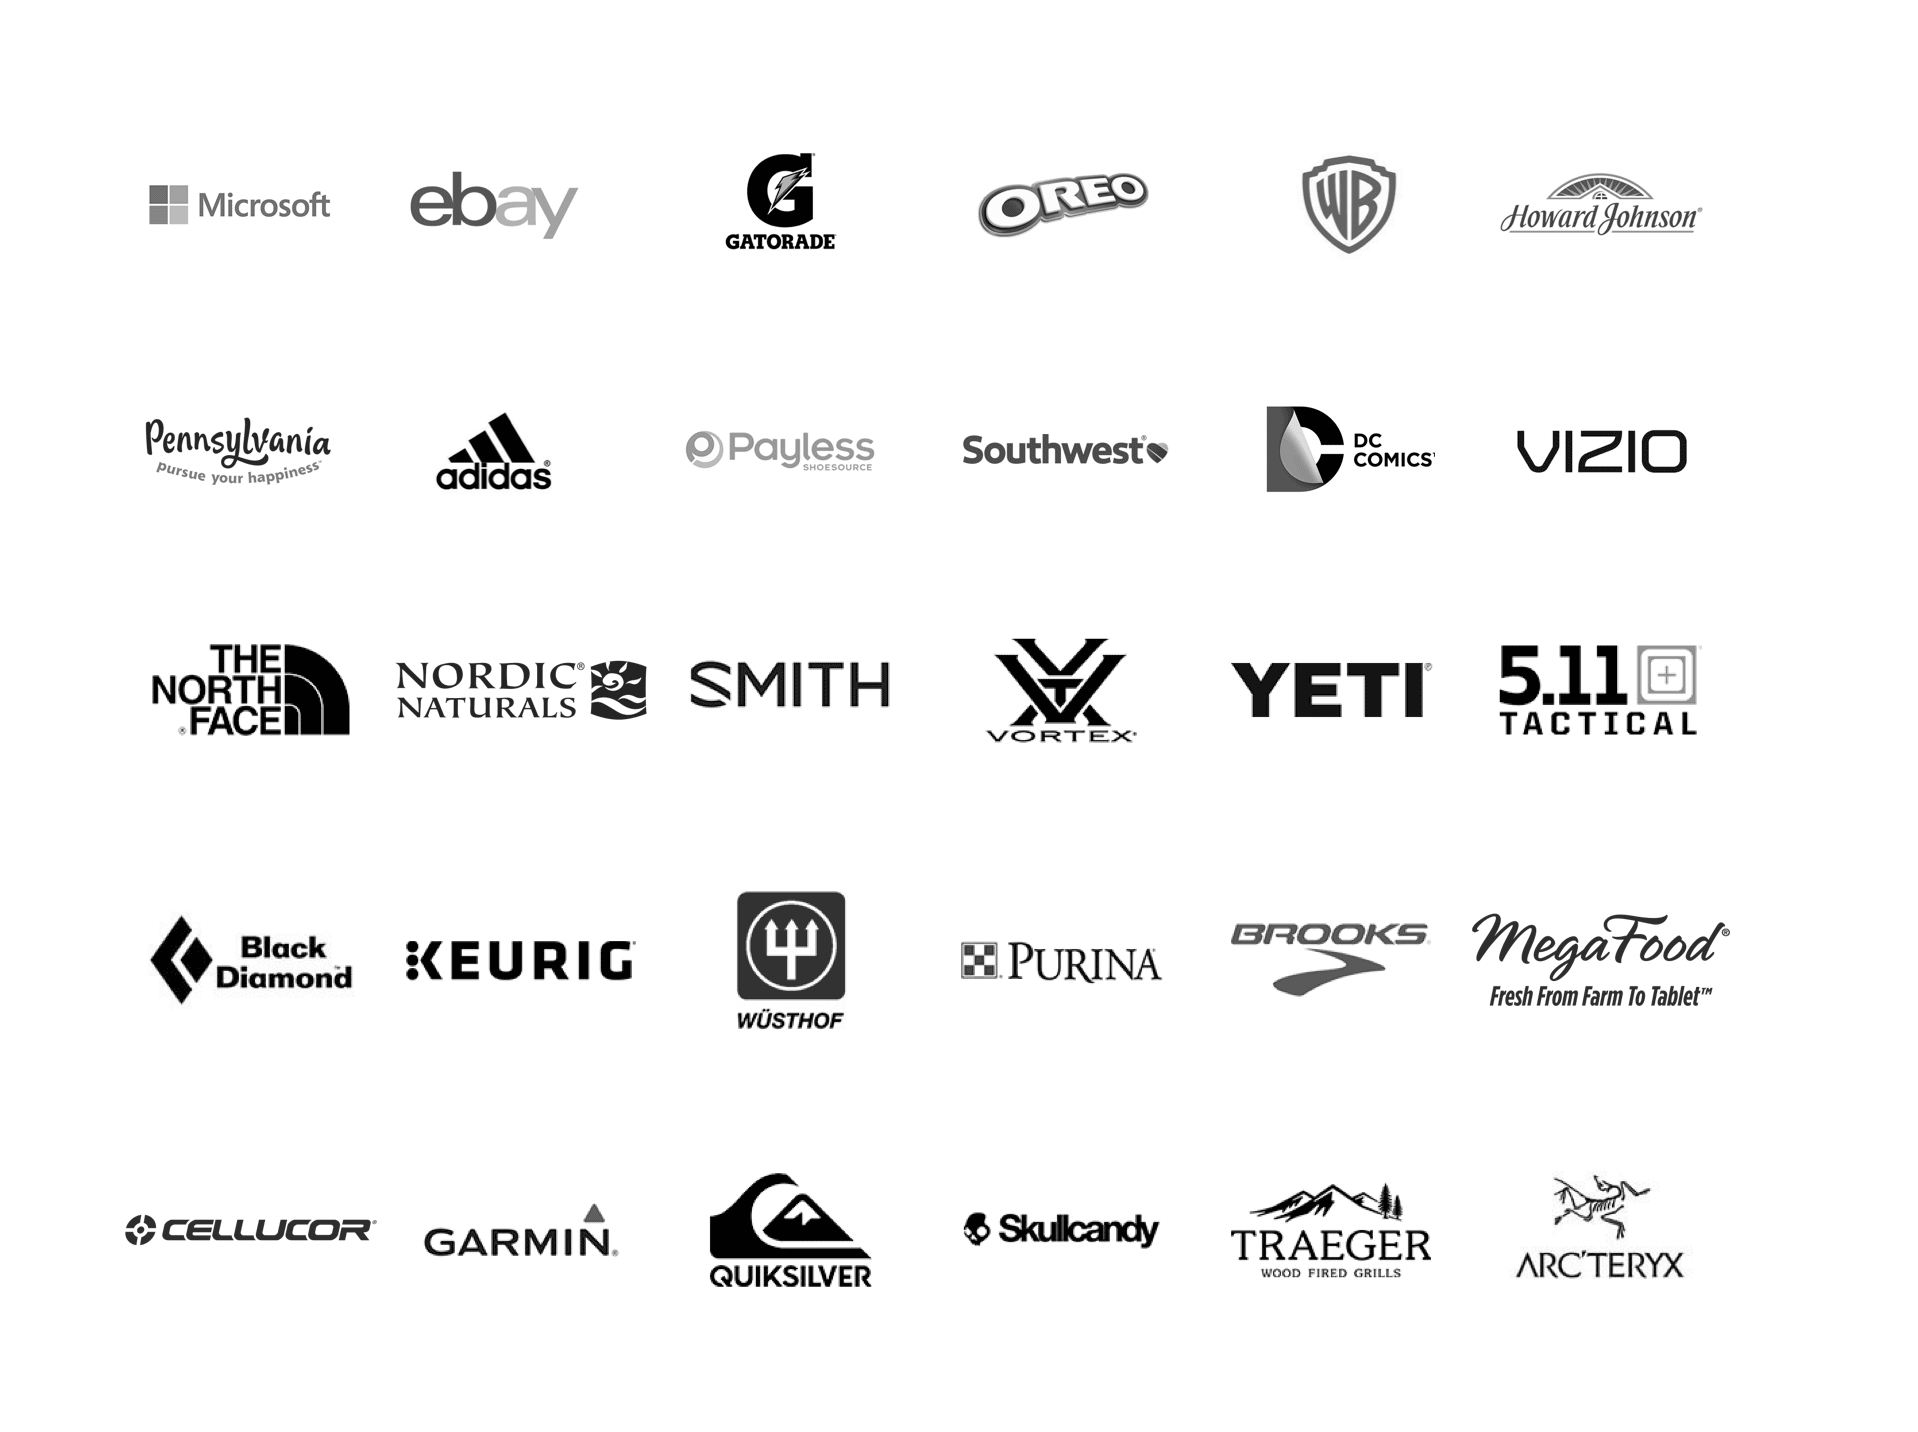 Microsoft
ebay
G
GATORADE
OREO
WB
Howard Johnson®
Pennsylvania
pursue your happiness™
adidas®
Payless
SHOESOURCE
Southwest®
DC
COMICS
VIZIO
THE
NORTH
®FACE
NORDIC®
NATURALS
SMITH
VORTEX
YETI®
5.11
TACTICAL
Black
Diamond
KEURIG
WÜSTHOF
PURINA
BROOKS
MegaFood®
Fresh From Farm To Tablet™
CELLUCOR®
GARMIN®
QUIKSILVER
Skullcandy
TRAEGER
WOOD FIRED GRILLS
ARC'TERYX